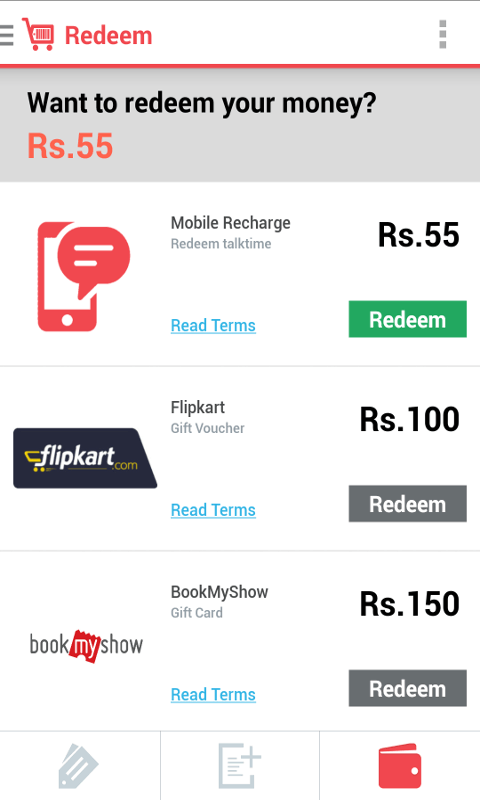 Redeem
Want to redeem your money?
Rs.55
Mobile Recharge
Redeem talktime
Rs.55
Read Terms
Redeem
Flipkart
Gift Voucher
Rs.100
flipkart.com
Read Terms
Redeem
BookMyShow
Gift Card
Rs.150
bookmyshow
Read Terms
Redeem